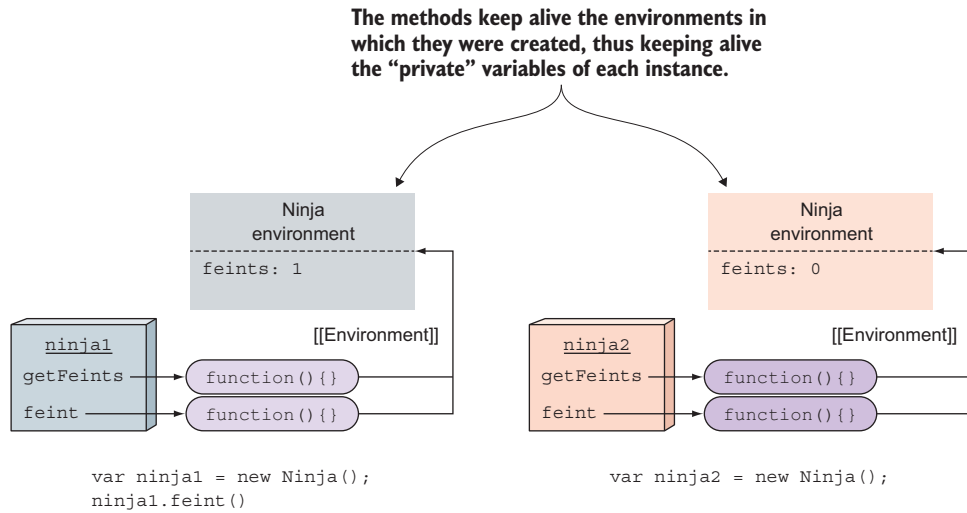 The methods keep alive the environments in
which they were created, thus keeping alive
the “private” variables of each instance.
Ninja
environment
feints: 1
[[Environment]]
ninja1
getFeints
function(){}
feint
function(){}
var ninja1 = new Ninja();
ninja1.feint()
Ninja
environment
feints: 0
[[Environment]]
ninja2
getFeints
function(){}
feint
function(){}
var ninja2 = new Ninja();